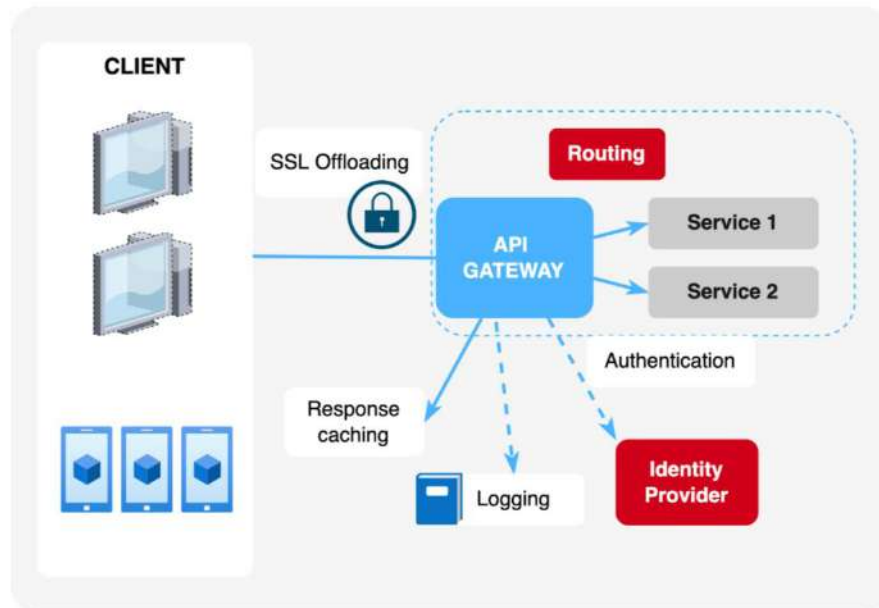 CLIENT
SSL Offloading
Routing
API
GATEWAY
Service 1
Service 2
Authentication
Response
caching
Logging
Identity
Provider